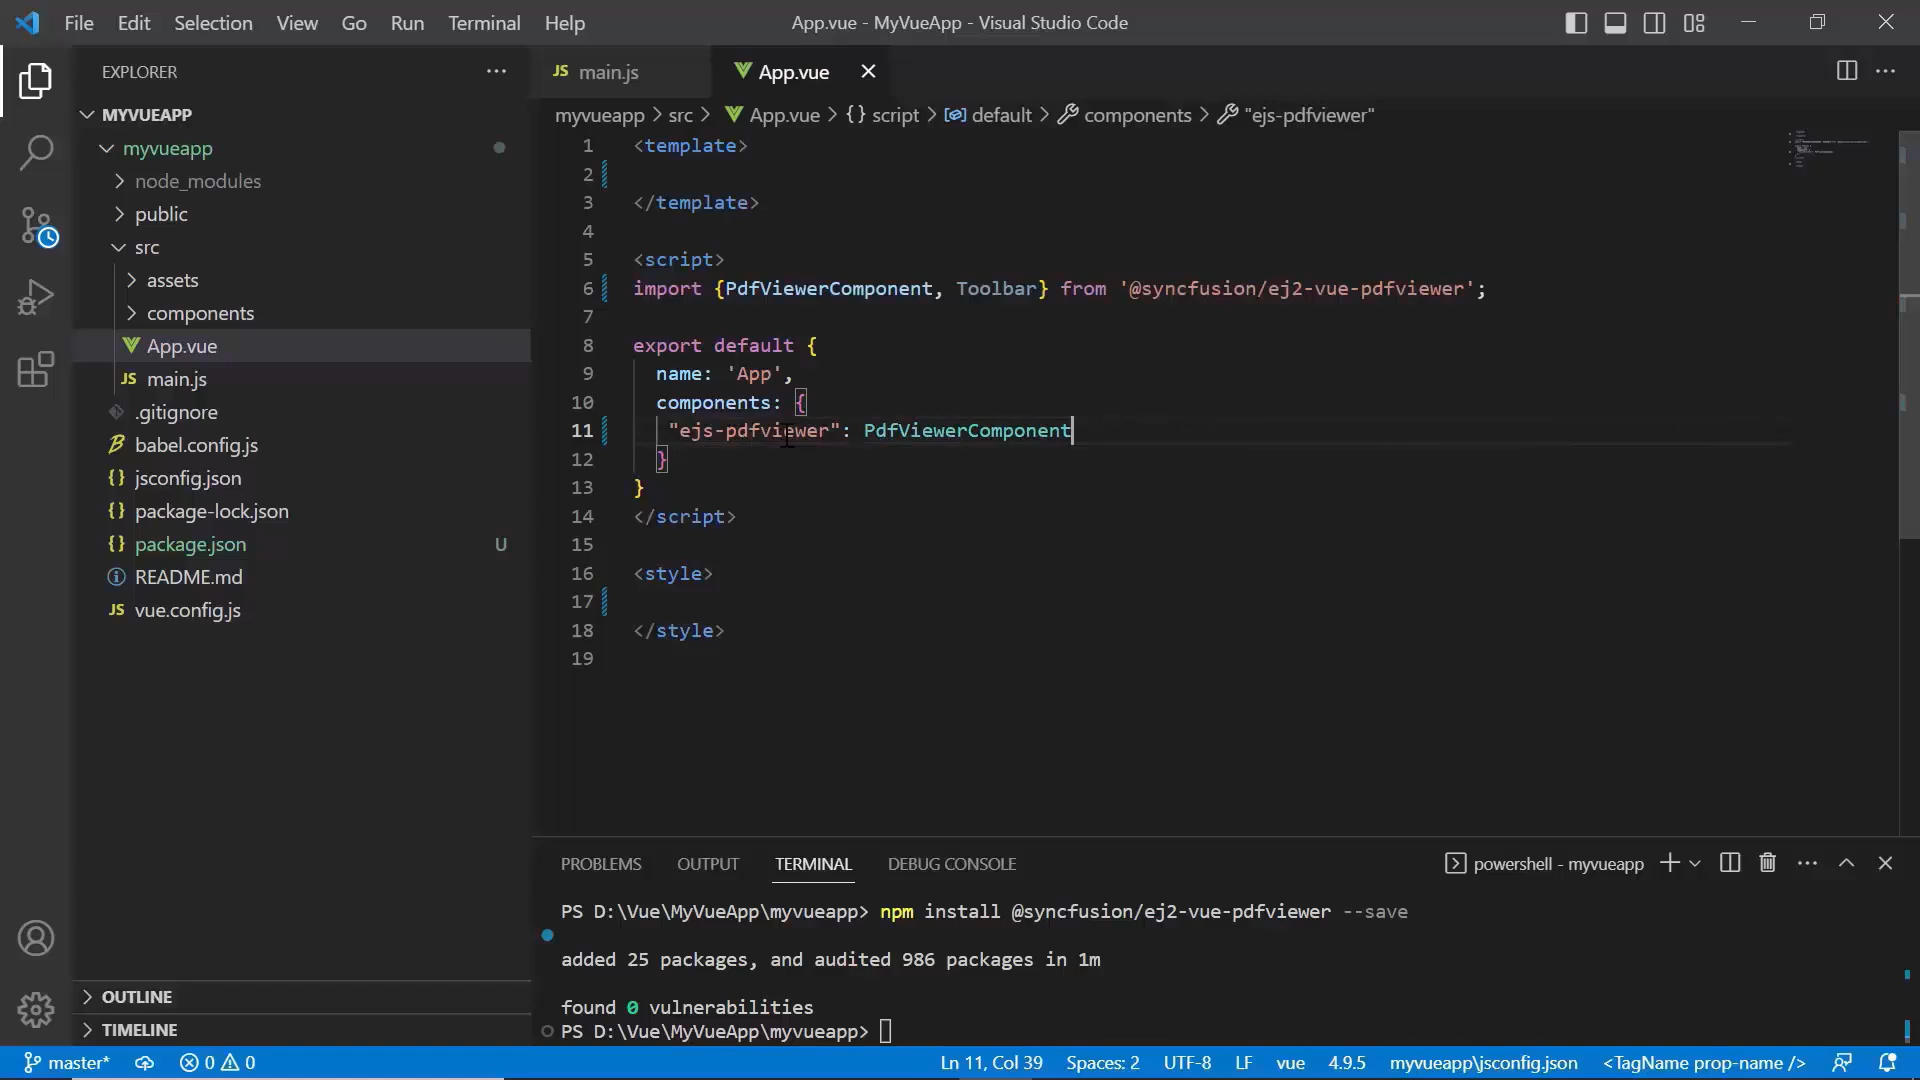 File Edit Selection View Go Run Terminal Help App.vue - MyVueApp - Visual Studio Code
EXPLORER
MYVUEAPP
myvueapp
node_modules
public
src
assets
components
App.vue
JS main.js
.gitignore
babel.config.js
{} jsconfig.json
{} package-lock.json
{} package.json U
README.md
JS vue.config.js
OUTLINE
TIMELINE
JS main.js App.vue
myvueapp > src > App.vue > {} script > default > components > "ejs-pdfviewer"
1 <template>
2
3 </template>
4
5 <script>
6 import {PdfViewerComponent, Toolbar} from '@syncfusion/ej2-vue-pdfviewer';
7
8 export default {
9 name: 'App',
10 components: {
11 "ejs-pdfviewer": PdfViewerComponent
12 }
13 }
14 </script>
15
16 <style>
17
18 </style>
19
PROBLEMS OUTPUT TERMINAL DEBUG CONSOLE powershell - myvueapp
PS D:\Vue\MyVueApp\myvueapp> npm install @syncfusion/ej2-vue-pdfviewer --save
added 25 packages, and audited 986 packages in 1m
found 0 vulnerabilities
PS D:\Vue\MyVueApp\myvueapp>
master* 0 0 Ln 11, Col 39 Spaces: 2 UTF-8 LF vue 4.9.5 myvueapp\jsconfig.json <TagName prop-name />